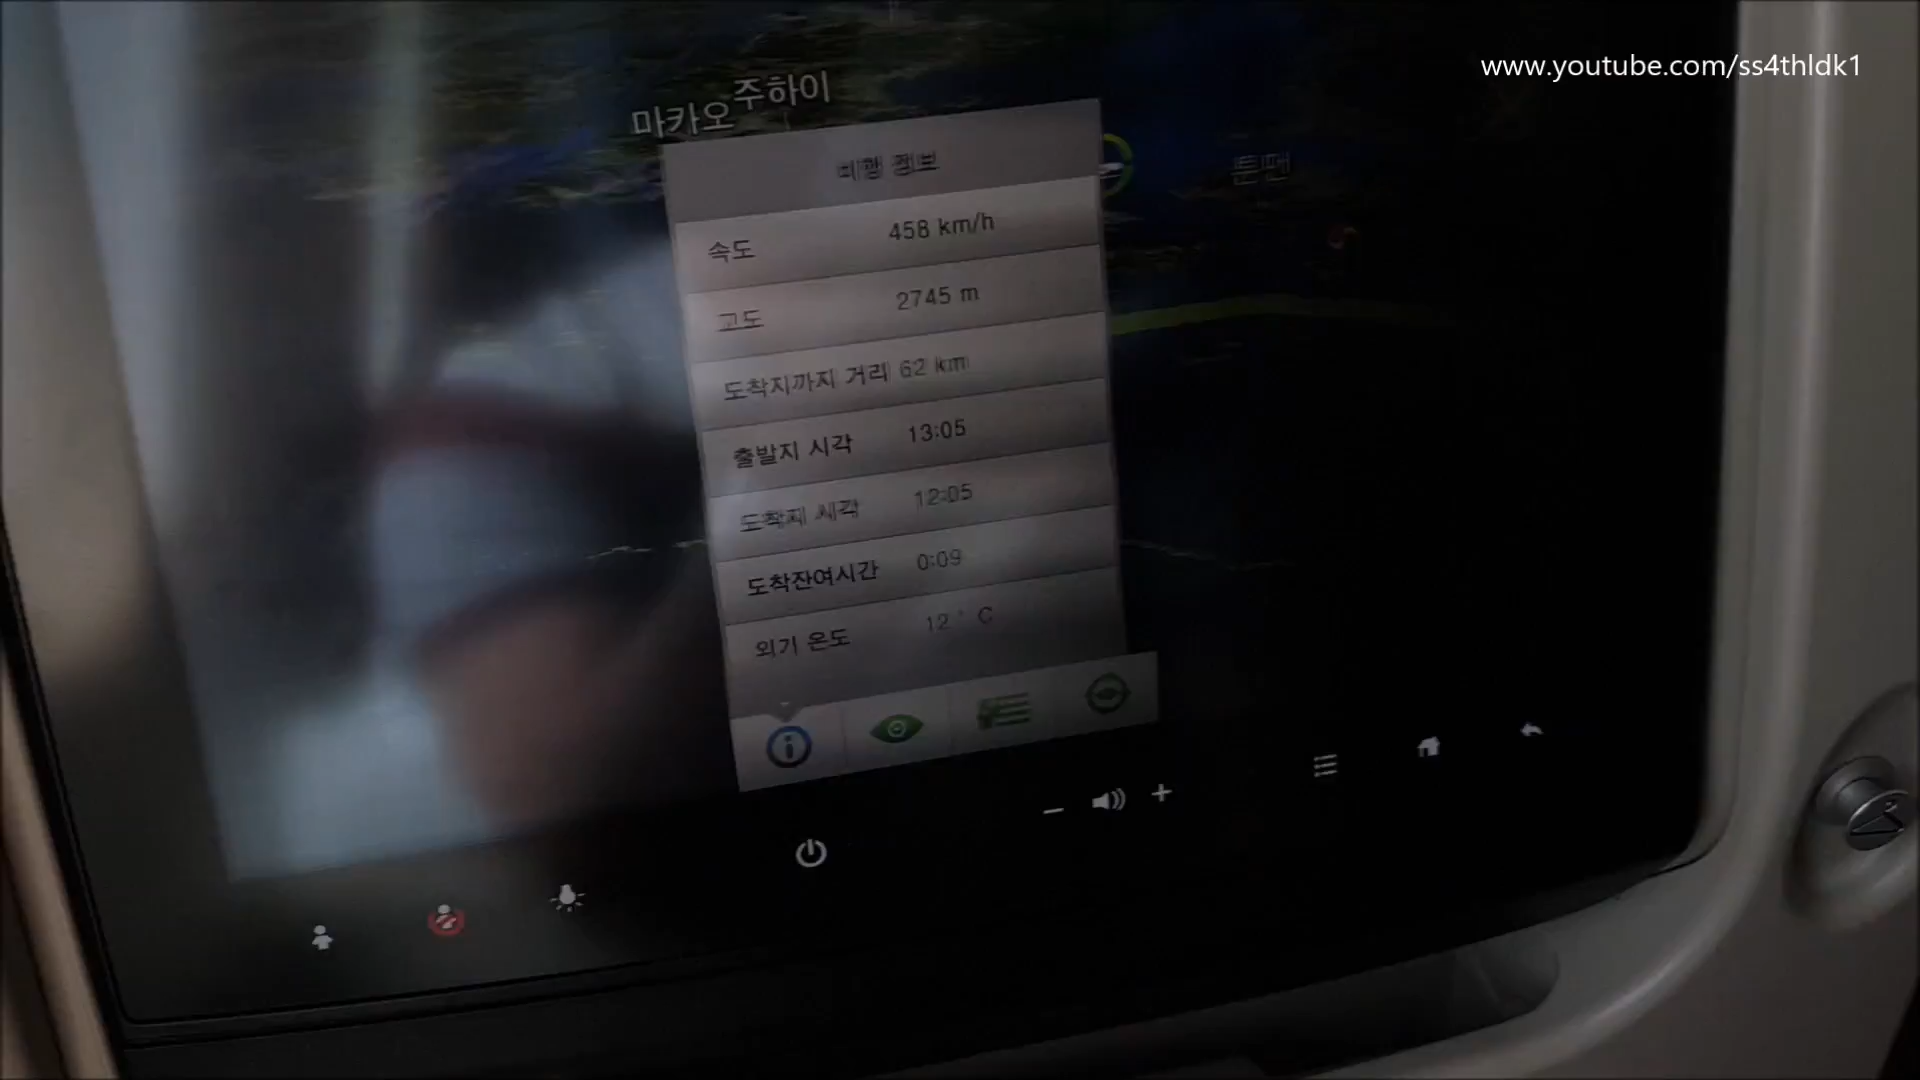 www.youtube.com/ss4thldk1
주하이
마카오
툰먼
비행 정보
속도 458 km/h
고도 2745 m
도착지까지 거리 62 km
출발지 시각 13:05
도착지 시각 12:05
도착잔여시간 0:09
외기 온도 12° C